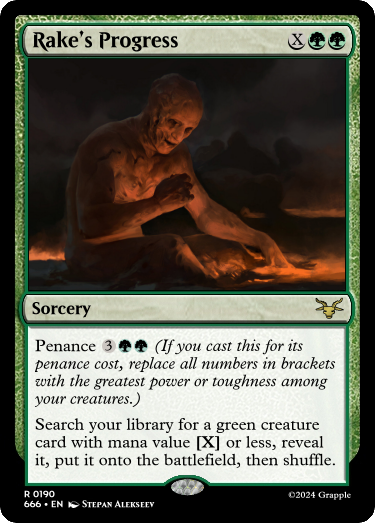 Rake's Progress X
Sorcery
Penance 3 (If you cast this for its
penance cost, replace all numbers in brackets
with the greatest power or toughness among
your creatures.)
Search your library for a green creature
card with mana value [X] or less, reveal
it, put it onto the battlefield, then shuffle.
R 0190
666 • EN Stepan Alekseev
©2024 Grapple